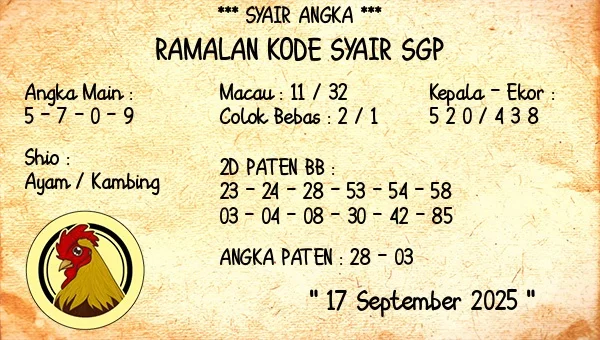 *** SYAIR ANGKA ***
RAMALAN KODE SYAIR SGP
Angka Main :
5 - 7 - 0 - 9
Macau : 11 / 32
Colok Bebas : 2 / 1
Kepala - Ekor :
5 2 0 / 4 3 8
Shio :
Ayam / Kambing
2D PATEN BB :
23 - 24 - 28 - 53 - 54 - 58
03 - 04 - 08 - 30 - 42 - 85
ANGKA PATEN : 28 - 03
" 17 September 2025 "